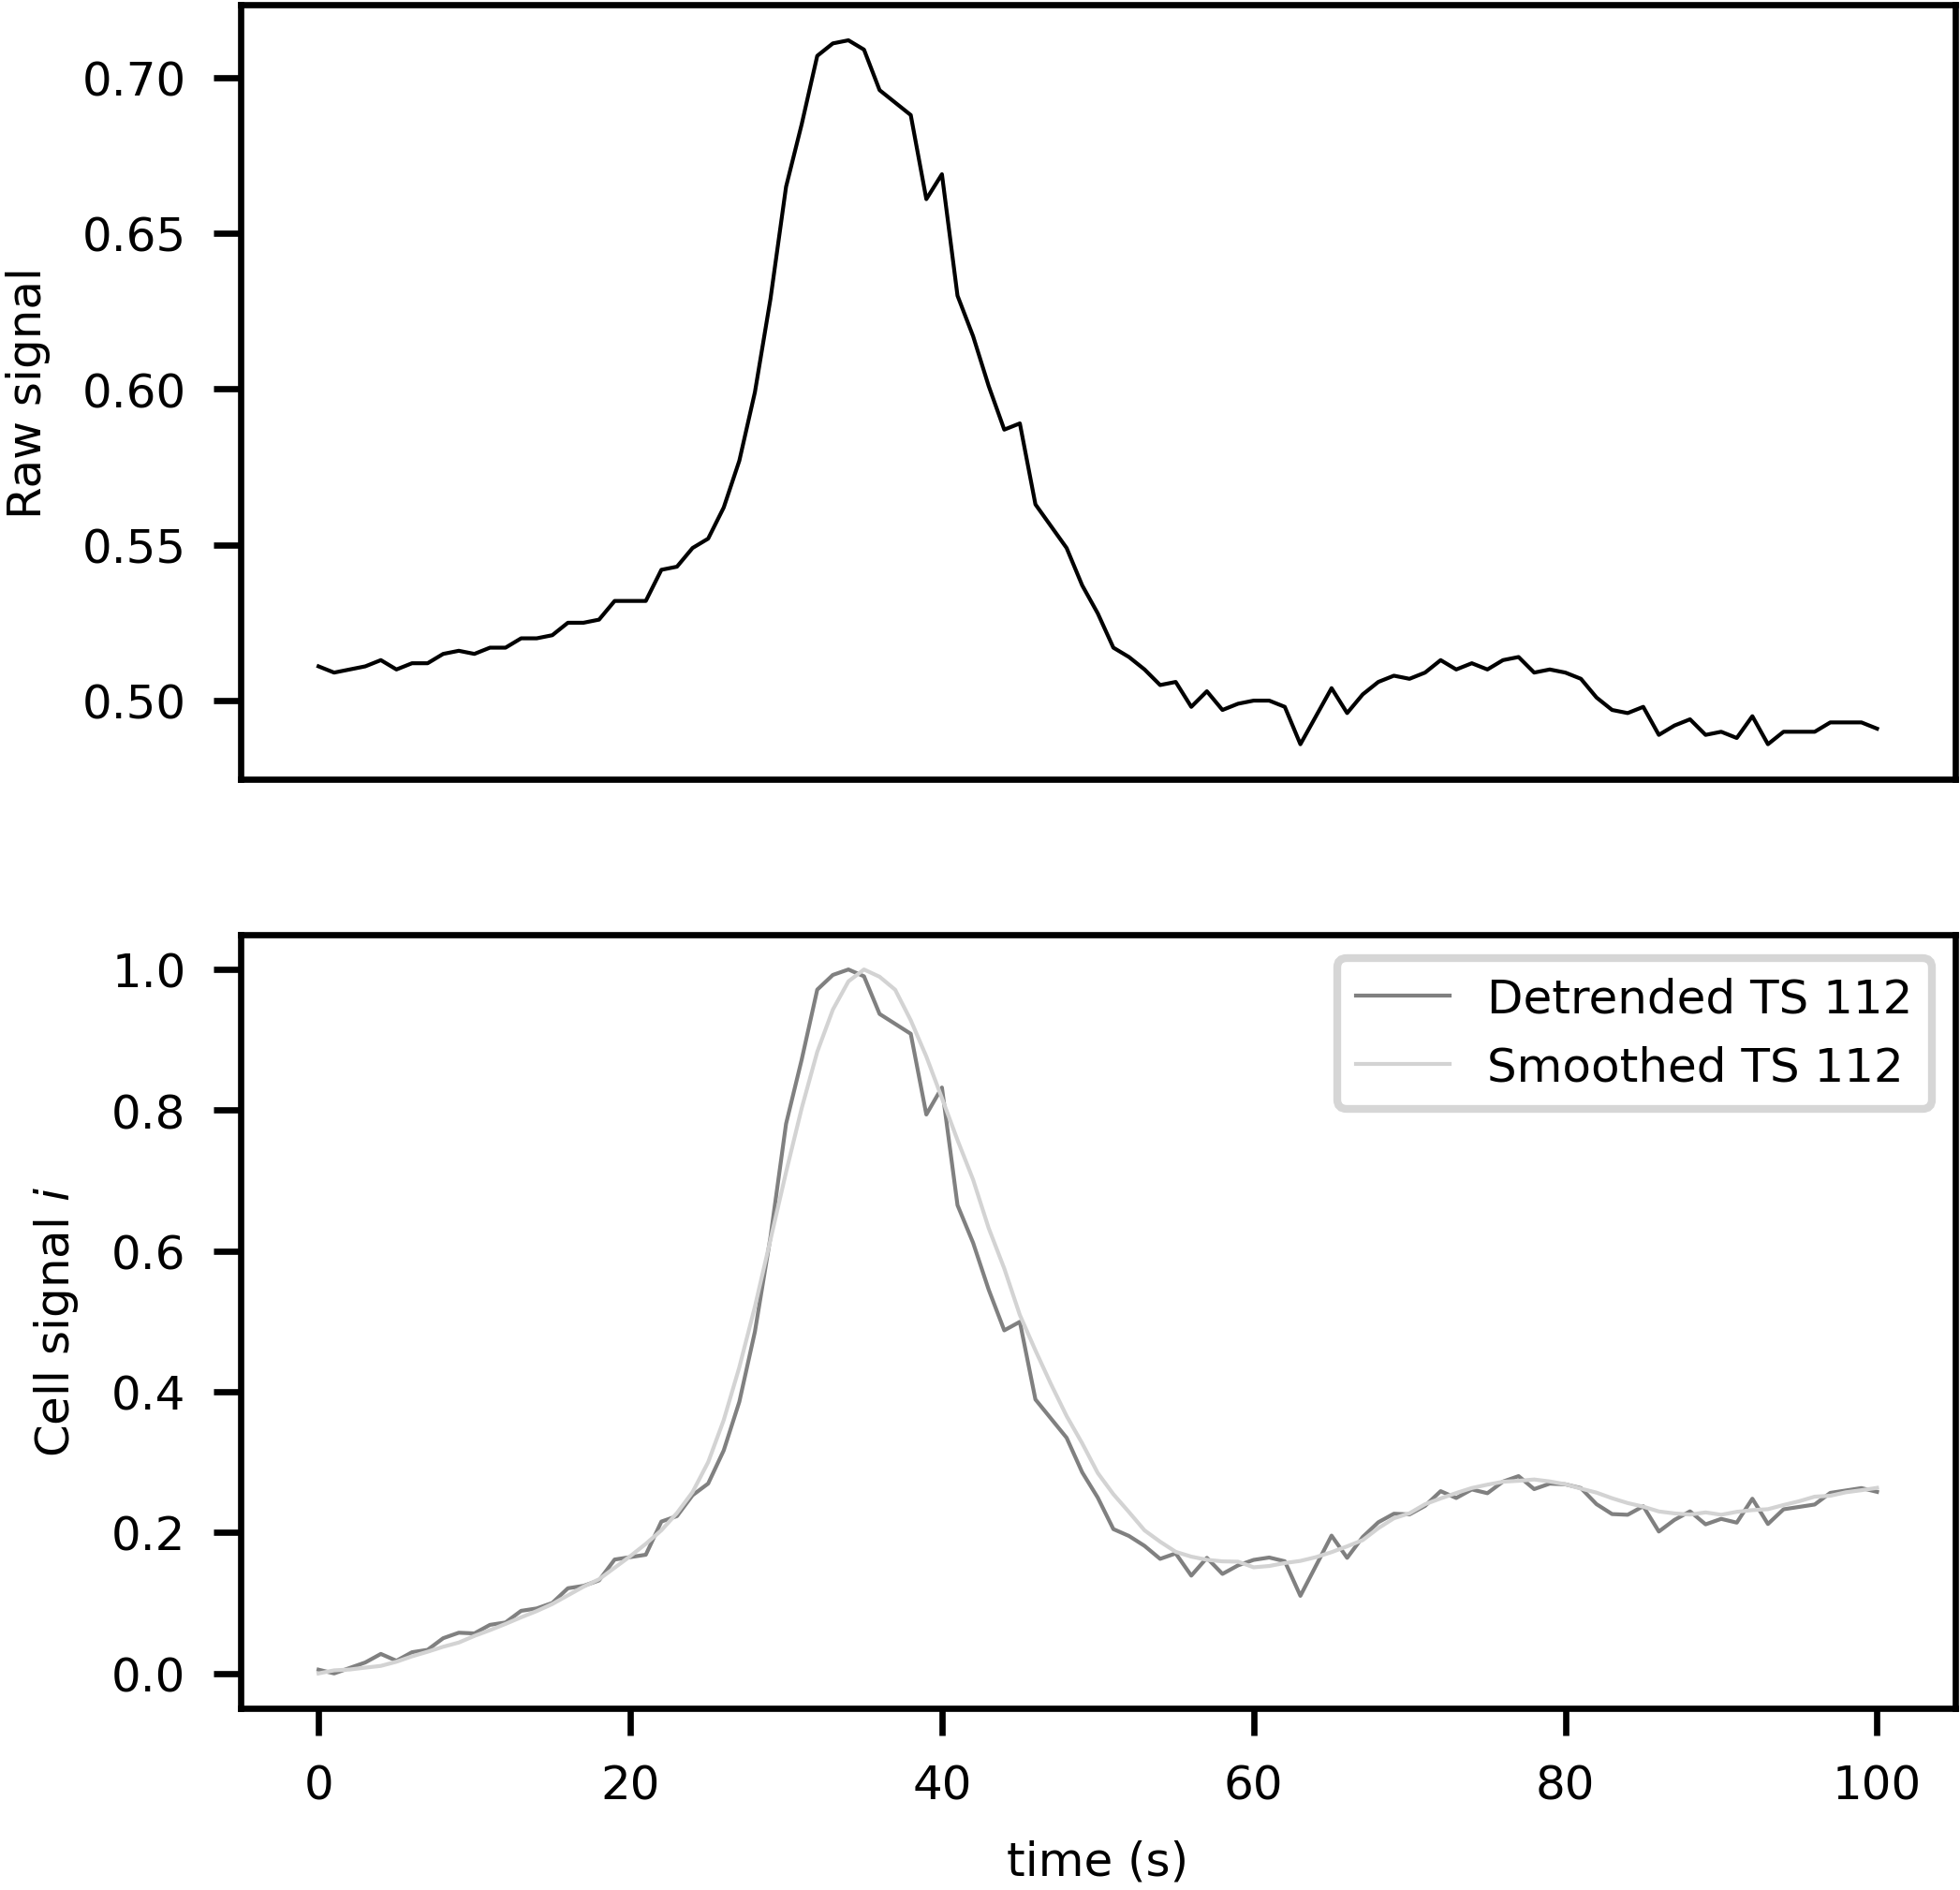 Raw signal
0.70
0.65
0.60
0.55
0.50
Cell signal i
1.0
0.8
0.6
0.4
0.2
0.0
Detrended TS 112
Smoothed TS 112
0 20 40 60 80 100
time (s)